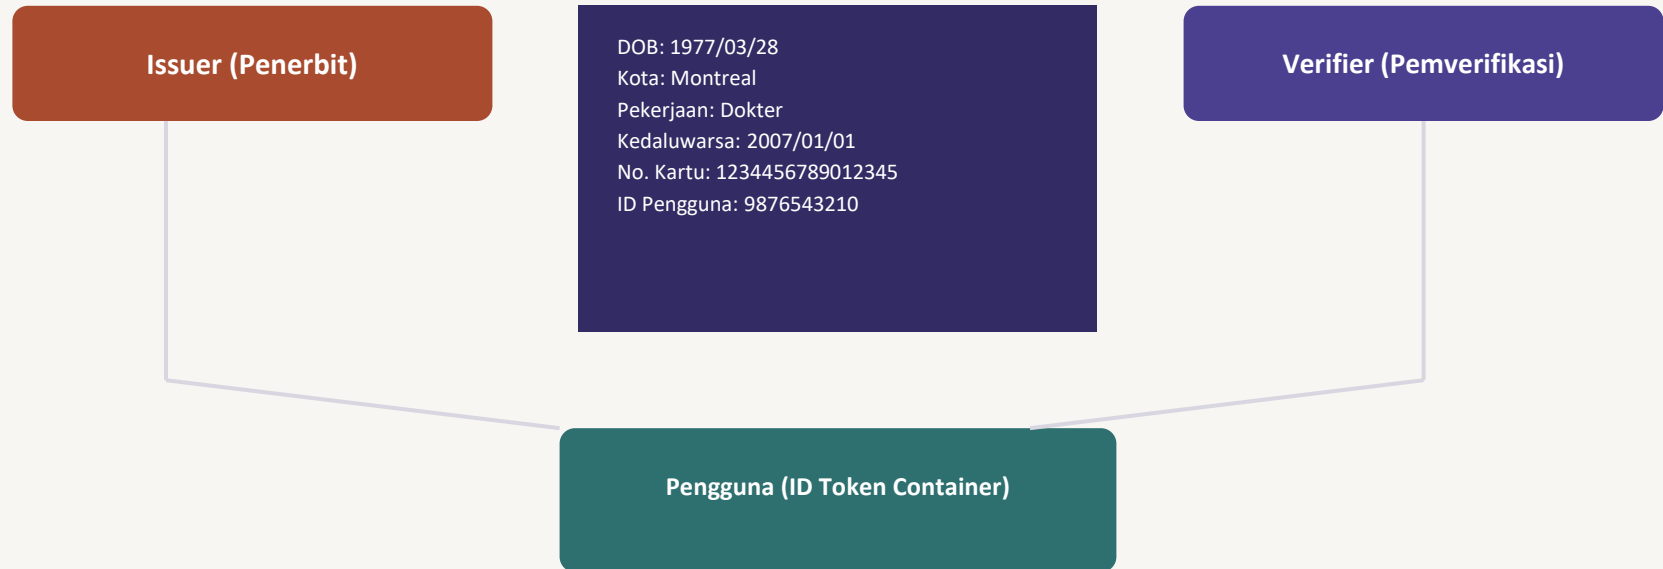 Issuer (Penerbit)
DOB: 1977/03/28
Kota: Montreal
Pekerjaan: Dokter
Kedaluwarsa: 2007/01/01
No. Kartu: 1234456789012345
ID Pengguna: 9876543210
Verifier (Pemverifikasi)
Pengguna (ID Token Container)